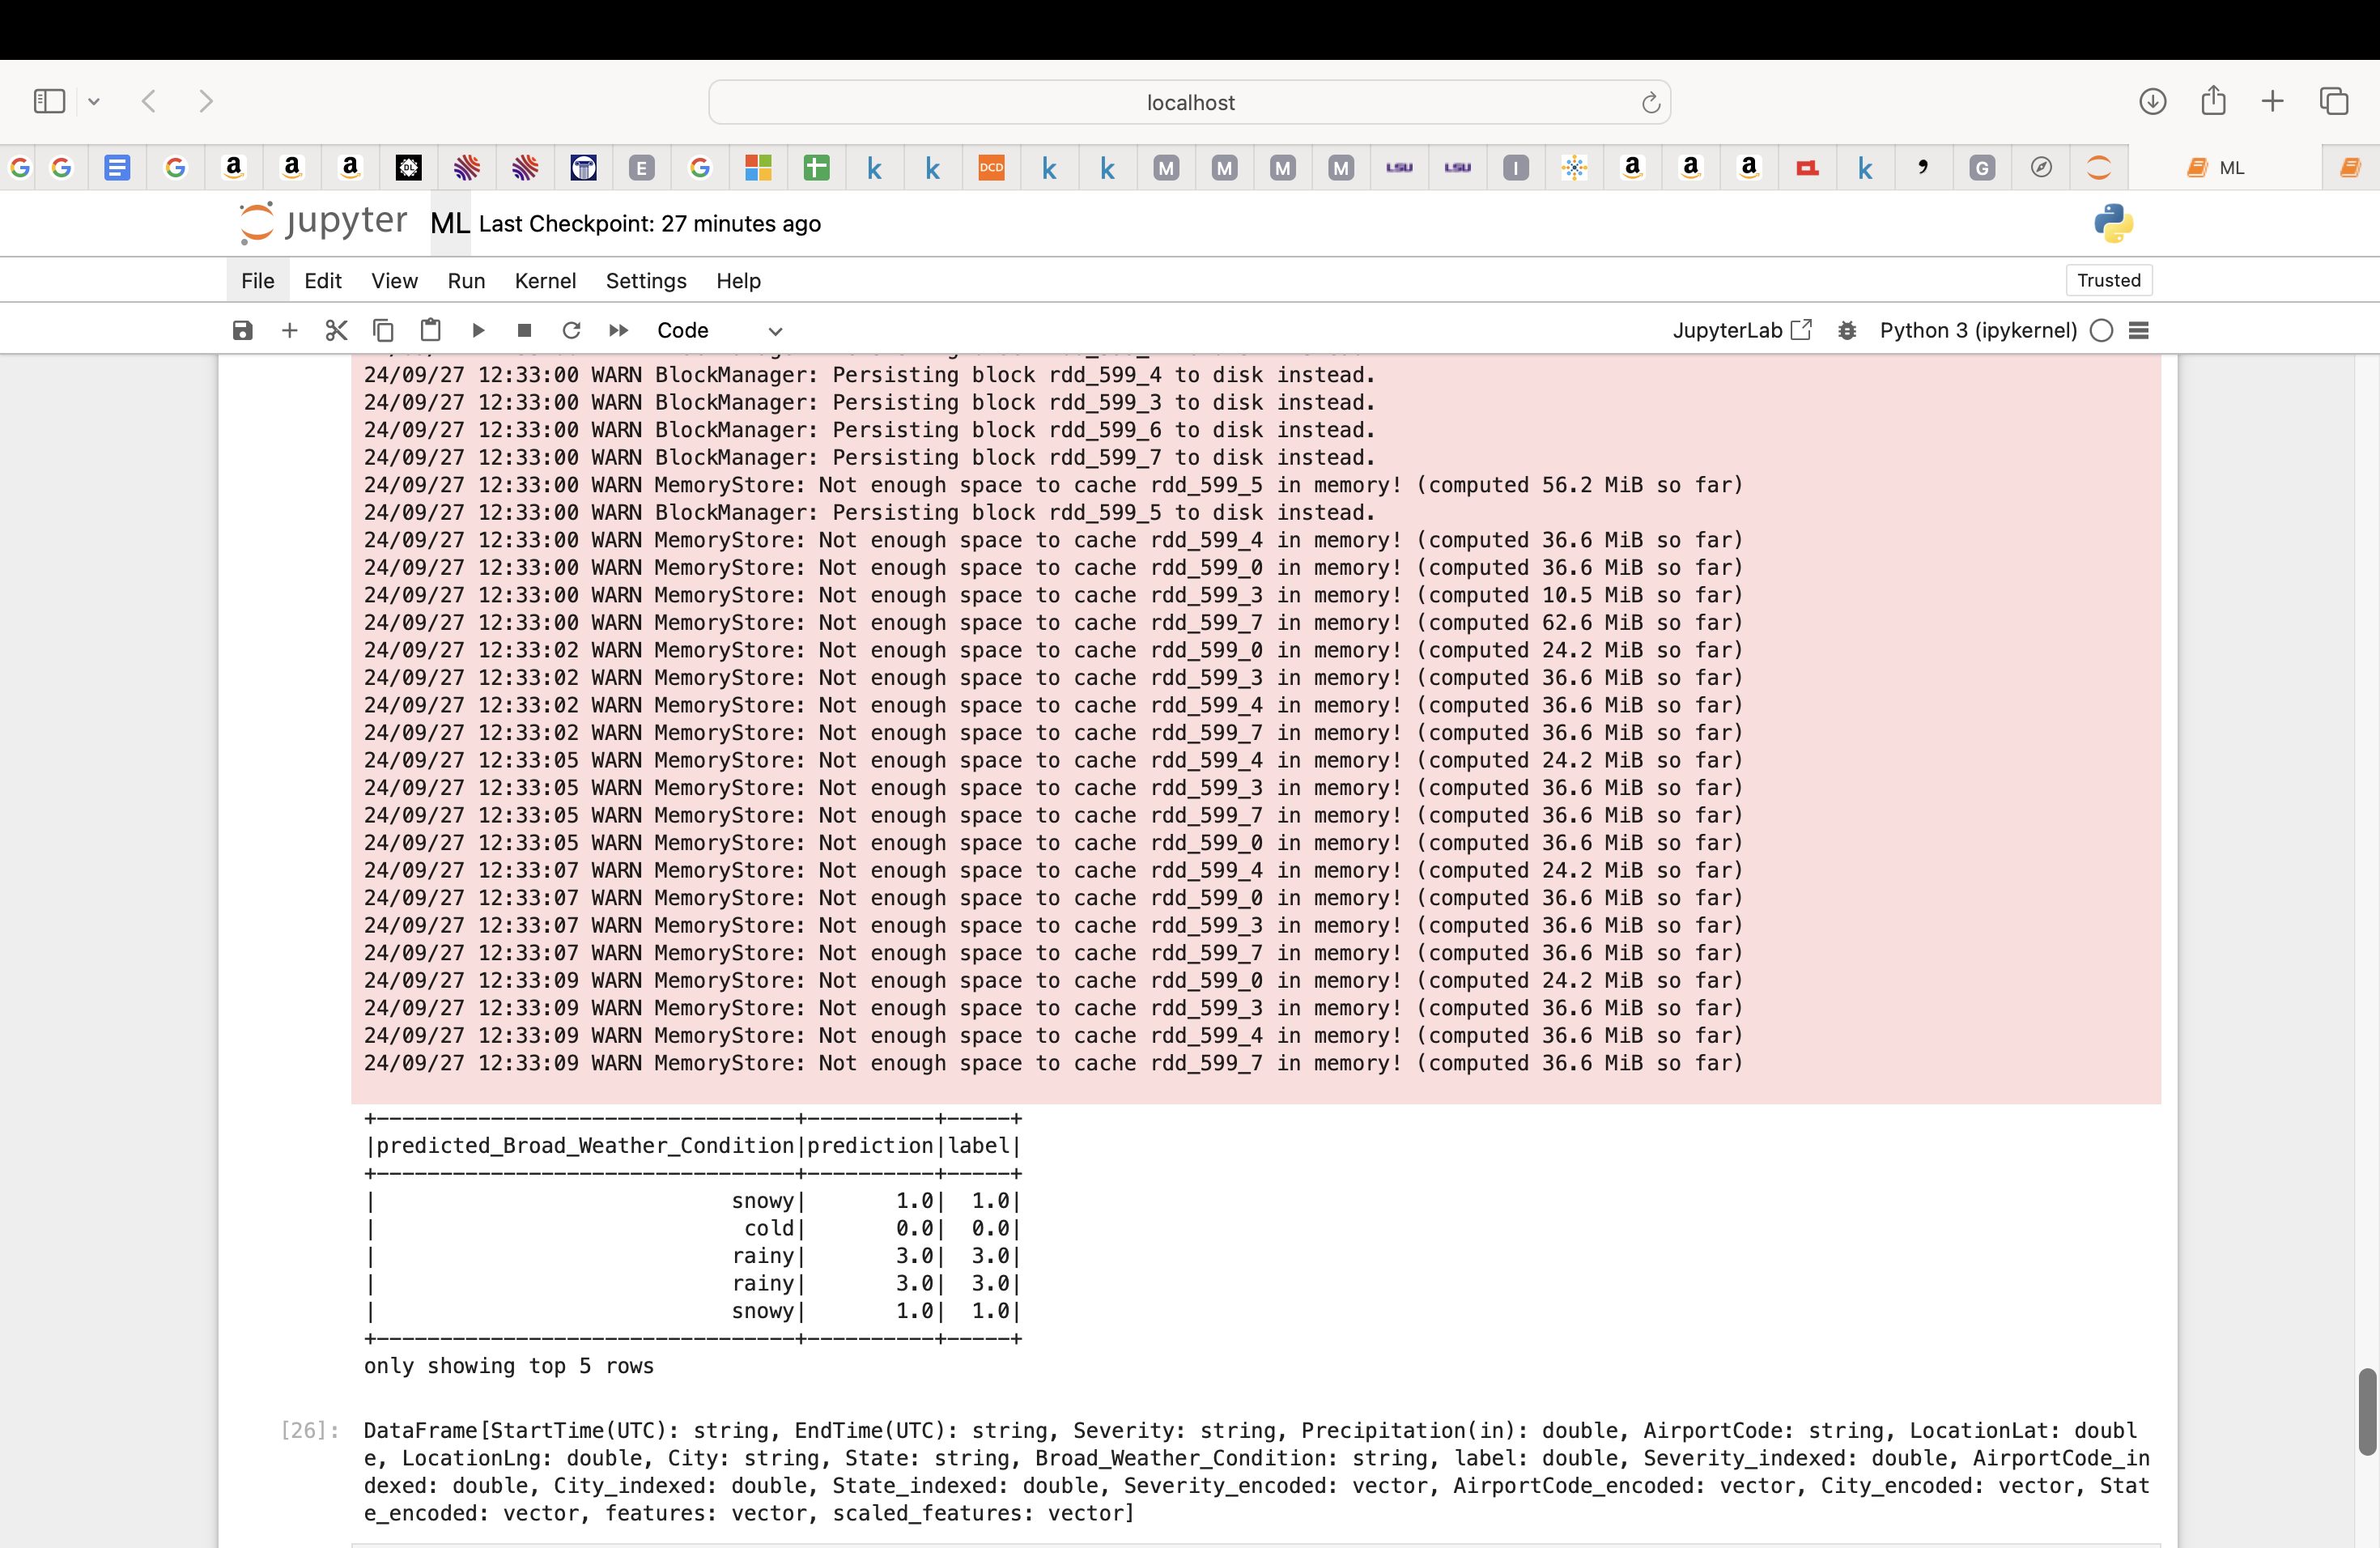 localhost
ML
jupyter ML Last Checkpoint: 27 minutes ago
File Edit View Run Kernel Settings Help Trusted
Code JupyterLab Python 3 (ipykernel)
24/09/27 12:33:00 WARN BlockManager: Persisting block rdd_599_4 to disk instead.
24/09/27 12:33:00 WARN BlockManager: Persisting block rdd_599_3 to disk instead.
24/09/27 12:33:00 WARN BlockManager: Persisting block rdd_599_6 to disk instead.
24/09/27 12:33:00 WARN BlockManager: Persisting block rdd_599_7 to disk instead.
24/09/27 12:33:00 WARN MemoryStore: Not enough space to cache rdd_599_5 in memory! (computed 56.2 MiB so far)
24/09/27 12:33:00 WARN BlockManager: Persisting block rdd_599_5 to disk instead.
24/09/27 12:33:00 WARN MemoryStore: Not enough space to cache rdd_599_4 in memory! (computed 36.6 MiB so far)
24/09/27 12:33:00 WARN MemoryStore: Not enough space to cache rdd_599_0 in memory! (computed 36.6 MiB so far)
24/09/27 12:33:00 WARN MemoryStore: Not enough space to cache rdd_599_3 in memory! (computed 10.5 MiB so far)
24/09/27 12:33:00 WARN MemoryStore: Not enough space to cache rdd_599_7 in memory! (computed 62.6 MiB so far)
24/09/27 12:33:02 WARN MemoryStore: Not enough space to cache rdd_599_0 in memory! (computed 24.2 MiB so far)
24/09/27 12:33:02 WARN MemoryStore: Not enough space to cache rdd_599_3 in memory! (computed 36.6 MiB so far)
24/09/27 12:33:02 WARN MemoryStore: Not enough space to cache rdd_599_4 in memory! (computed 36.6 MiB so far)
24/09/27 12:33:02 WARN MemoryStore: Not enough space to cache rdd_599_7 in memory! (computed 36.6 MiB so far)
24/09/27 12:33:05 WARN MemoryStore: Not enough space to cache rdd_599_4 in memory! (computed 24.2 MiB so far)
24/09/27 12:33:05 WARN MemoryStore: Not enough space to cache rdd_599_3 in memory! (computed 36.6 MiB so far)
24/09/27 12:33:05 WARN MemoryStore: Not enough space to cache rdd_599_7 in memory! (computed 36.6 MiB so far)
24/09/27 12:33:05 WARN MemoryStore: Not enough space to cache rdd_599_0 in memory! (computed 36.6 MiB so far)
24/09/27 12:33:07 WARN MemoryStore: Not enough space to cache rdd_599_4 in memory! (computed 24.2 MiB so far)
24/09/27 12:33:07 WARN MemoryStore: Not enough space to cache rdd_599_0 in memory! (computed 36.6 MiB so far)
24/09/27 12:33:07 WARN MemoryStore: Not enough space to cache rdd_599_3 in memory! (computed 36.6 MiB so far)
24/09/27 12:33:07 WARN MemoryStore: Not enough space to cache rdd_599_7 in memory! (computed 36.6 MiB so far)
24/09/27 12:33:09 WARN MemoryStore: Not enough space to cache rdd_599_0 in memory! (computed 24.2 MiB so far)
24/09/27 12:33:09 WARN MemoryStore: Not enough space to cache rdd_599_3 in memory! (computed 36.6 MiB so far)
24/09/27 12:33:09 WARN MemoryStore: Not enough space to cache rdd_599_4 in memory! (computed 36.6 MiB so far)
24/09/27 12:33:09 WARN MemoryStore: Not enough space to cache rdd_599_7 in memory! (computed 36.6 MiB so far)
+---------------------------------+----------+-----+
|predicted_Broad_Weather_Condition|prediction|label|
+---------------------------------+----------+-----+
|                            snowy|       1.0|  1.0|
|                             cold|       0.0|  0.0|
|                            rainy|       3.0|  3.0|
|                            rainy|       3.0|  3.0|
|                            snowy|       1.0|  1.0|
+---------------------------------+----------+-----+
only showing top 5 rows
[26]: DataFrame[StartTime(UTC): string, EndTime(UTC): string, Severity: string, Precipitation(in): double, AirportCode: string, LocationLat: doubl
e, LocationLng: double, City: string, State: string, Broad_Weather_Condition: string, label: double, Severity_indexed: double, AirportCode_in
dexed: double, City_indexed: double, State_indexed: double, Severity_encoded: vector, AirportCode_encoded: vector, City_encoded: vector, Stat
e_encoded: vector, features: vector, scaled_features: vector]